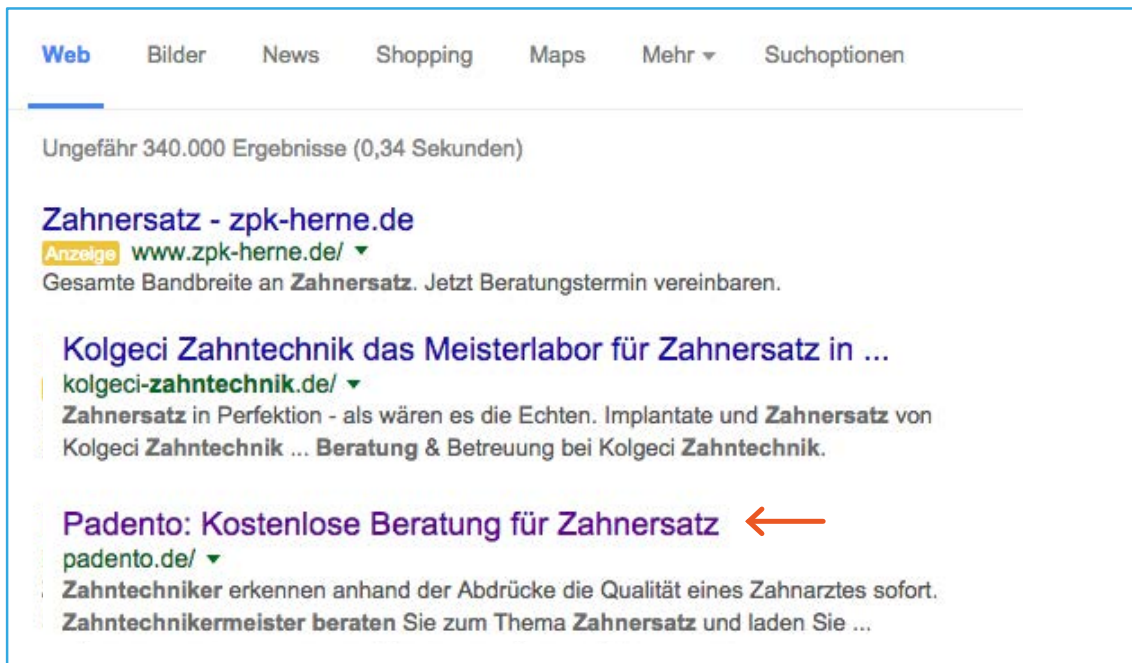 Web Bilder News Shopping Maps Mehr Suchoptionen
Ungefähr 340.000 Ergebnisse (0,34 Sekunden)
Zahnersatz - zpk-herne.de
Anzeige www.zpk-herne.de/
Gesamte Bandbreite an Zahnersatz. Jetzt Beratungstermin vereinbaren.
Kolgeci Zahntechnik das Meisterlabor für Zahnersatz in ...
kolgeci-zahntechnik.de/
Zahnersatz in Perfektion - als wären es die Echten. Implantate und Zahnersatz von
Kolgeci Zahntechnik ... Beratung & Betreuung bei Kolgeci Zahntechnik.
Padento: Kostenlose Beratung für Zahnersatz
padento.de/
Zahntechniker erkennen anhand der Abdrücke die Qualität eines Zahnarztes sofort.
Zahntechnikermeister beraten Sie zum Thema Zahnersatz und laden Sie ...